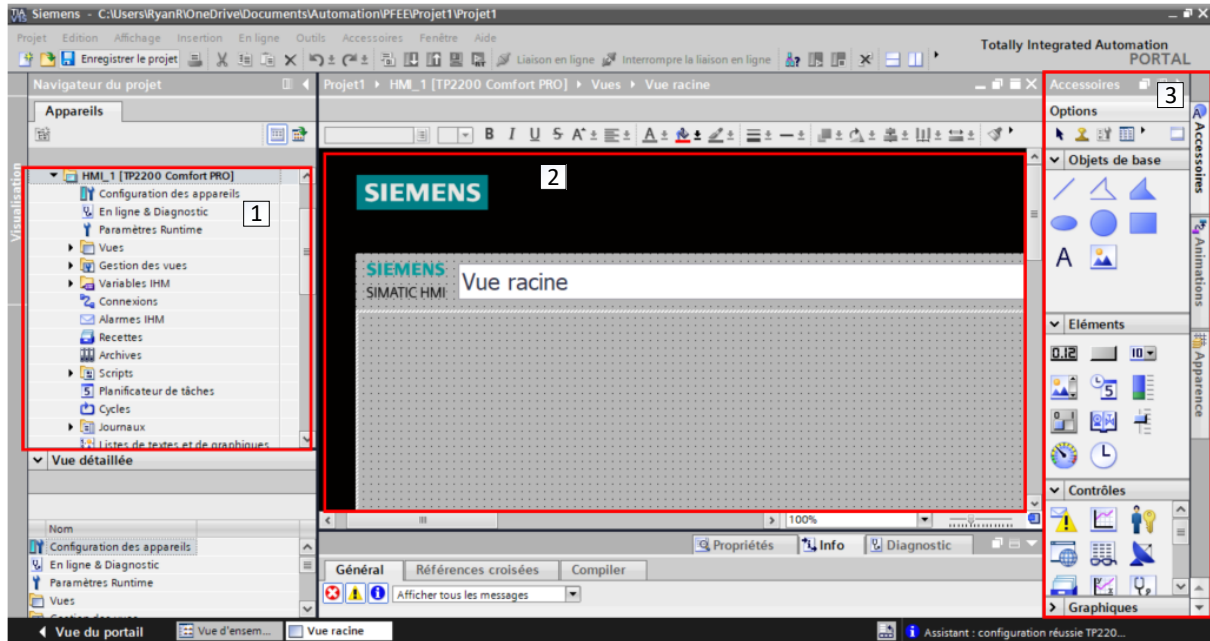 Siemens - C:\Users\RyanR\OneDrive\Documents\Automation\PFEE\Projet1\Projet1
Projet Edition Affichage Insertion En ligne Outils Accessoires Fenêtre Aide
Enregistrer le projet
Liaison en ligne
Interrompre la liaison en ligne
Totally Integrated Automation
PORTAL
Navigateur du projet
Projet1 HMI_1 [TP2200 Comfort PRO] Vues Vue racine
Accessoires
3
Appareils
Options
B I U S A A
Visualisation
HMI_1 [TP2200 Comfort PRO]
Configuration des appareils
En ligne & Diagnostic
Paramètres Runtime
Vues
Gestion des vues
Variables IHM
Connexions
Alarmes IHM
Recettes
Archives
Scripts
Planificateur de tâches
Cycles
Journaux
Listes de textes et de graphiques
1
2
SIEMENS
SIEMENS
SIMATIC HMI
Vue racine
Objets de base
A
Eléments
0.12
10
5
Contrôles
Graphiques
Accessoires
Animations
Apparence
Vue détaillée
Nom
Configuration des appareils
En ligne & Diagnostic
Paramètres Runtime
Vues
100%
Propriétés
Info
Diagnostic
Général
Références croisées
Compiler
Afficher tous les messages
Vue du portail
Vue d'ensem...
Vue racine
Assistant : configuration réussie TP220...